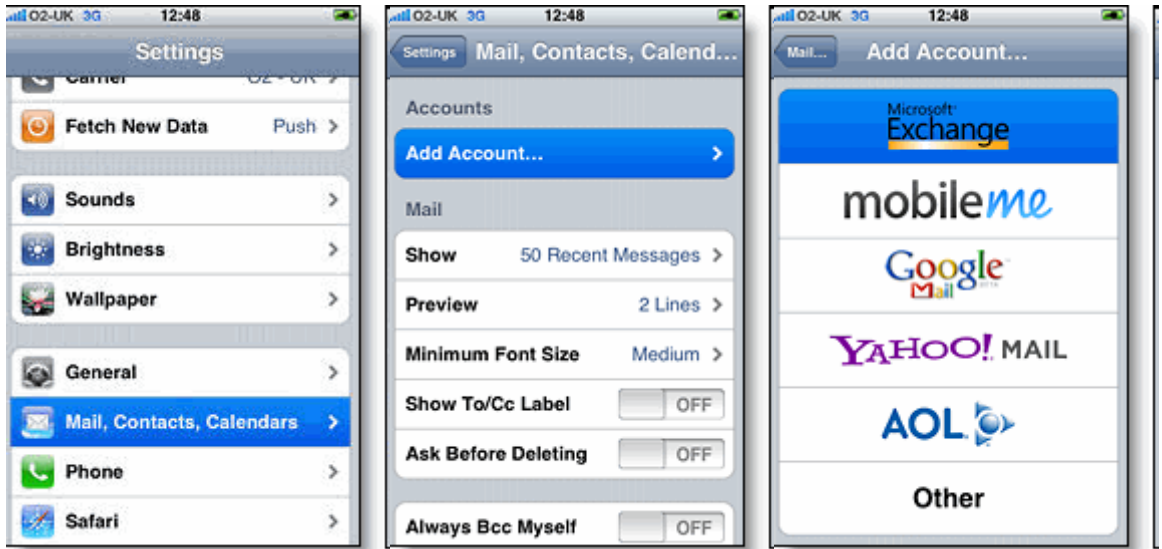 O2-UK 3G 12:48
Settings
Carrier O2 - UK
Fetch New Data Push
Sounds
Brightness
Wallpaper
General
Mail, Contacts, Calendars
Phone
Safari
O2-UK 3G 12:48
Settings Mail, Contacts, Calend...
Accounts
Add Account...
Mail
Show 50 Recent Messages
Preview 2 Lines
Minimum Font Size Medium
Show To/Cc Label OFF
Ask Before Deleting OFF
Always Bcc Myself OFF
O2-UK 3G 12:48
Mail... Add Account...
Microsoft
Exchange
mobileme
Google
Mail
YAHOO! MAIL
AOL
Other